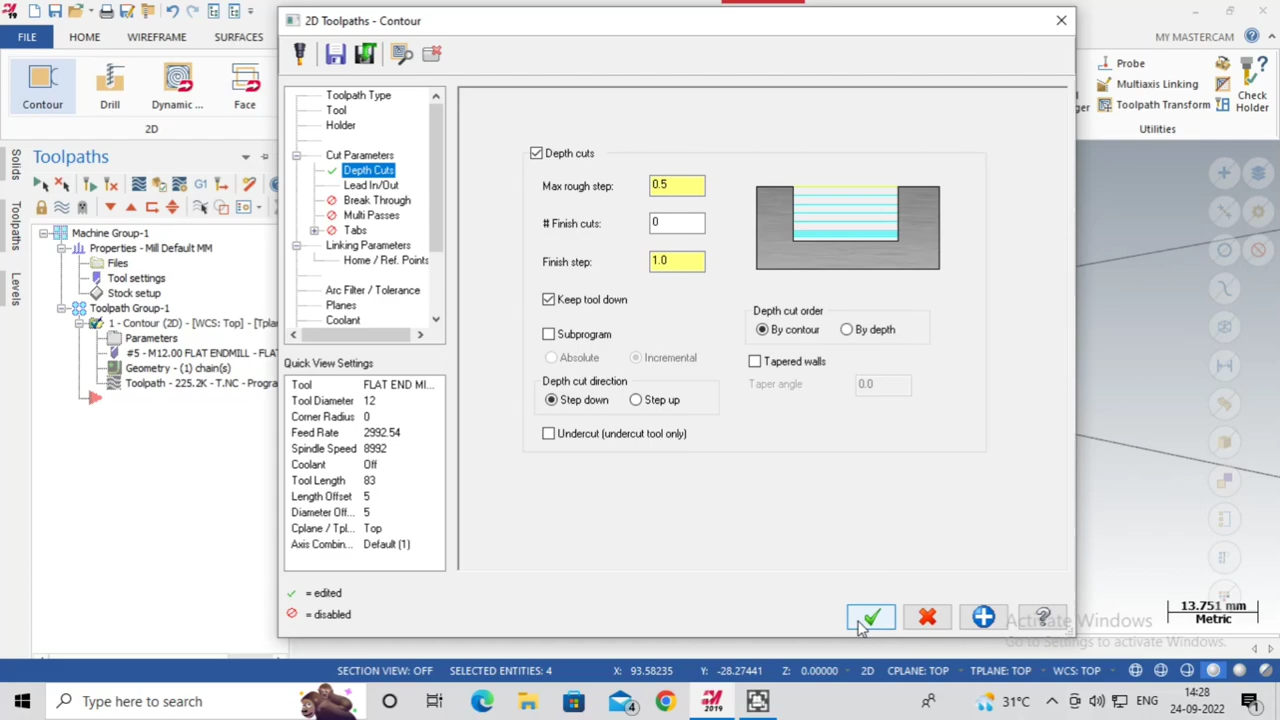 2D Toolpaths - Contour
FILE
HOME
WIREFRAME
SURFACES
MY MASTERCAM
Contour
Drill
Dynamic ...
Face
2D
Probe
Multiaxis Linking
Toolpath Transform
Check
Holder
Utilities
Toolpaths
Solids
Toolpaths
Levels
G1
Machine Group-1
Properties - Mill Default MM
Files
Tool settings
Stock setup
Toolpath Group-1
1 - Contour (2D) - [WCS: Top] - [Tplan
Parameters
#5 - M12.00 FLAT ENDMILL - FLA
Geometry - (1) chain(s)
Toolpath - 225.2K - T.NC - Progra
Toolpath Type
Tool
Holder
Cut Parameters
Depth Cuts
Lead In/Out
Break Through
Multi Passes
Tabs
Linking Parameters
Home / Ref. Points
Arc Filter / Tolerance
Planes
Coolant
Quick View Settings
Tool FLAT END MI...
Tool Diameter 12
Corner Radius 0
Feed Rate 2992.54
Spindle Speed 8992
Coolant Off
Tool Length 83
Length Offset 5
Diameter Off... 5
Cplane / Tpl... Top
Axis Combin... Default (1)
= edited
= disabled
Depth cuts
Max rough step: 0.5
# Finish cuts: 0
Finish step: 1.0
Keep tool down
Subprogram
Absolute Incremental
Depth cut direction
Step down Step up
Undercut (undercut tool only)
Depth cut order
By contour By depth
Tapered walls
Taper angle 0.0
13.751 mm
Metric
Activate Windows
Go to Settings to activate Windows.
SECTION VIEW: OFF SELECTED ENTITIES: 4 X: 93.58235 Y: -28.27441 Z: 0.00000 2D CPLANE: TOP TPLANE: TOP WCS: TOP
Type here to search
4
2019
31°C
ENG
14:28
24-09-2022
1